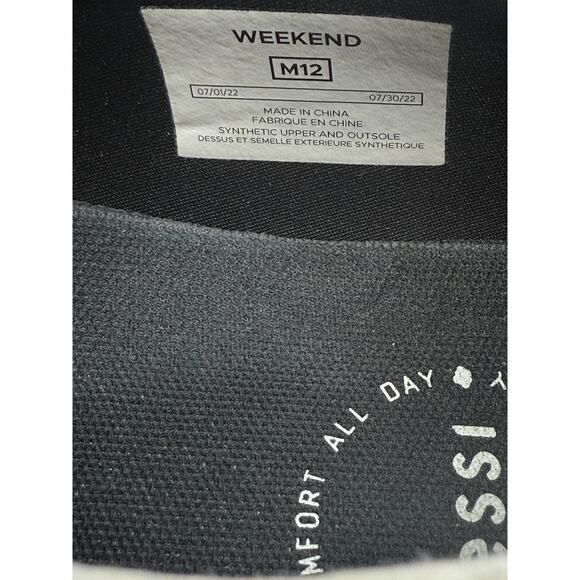 WEEKEND
M12
07/01/22 07/30/22
MADE IN CHINA
FABRIQUE EN CHINE
SYNTHETIC UPPER AND OUTSOLE
DESSUS ET SEMELLE EXTERIEURE SYNTHETIQUE
MFORT ALL DAY
essi